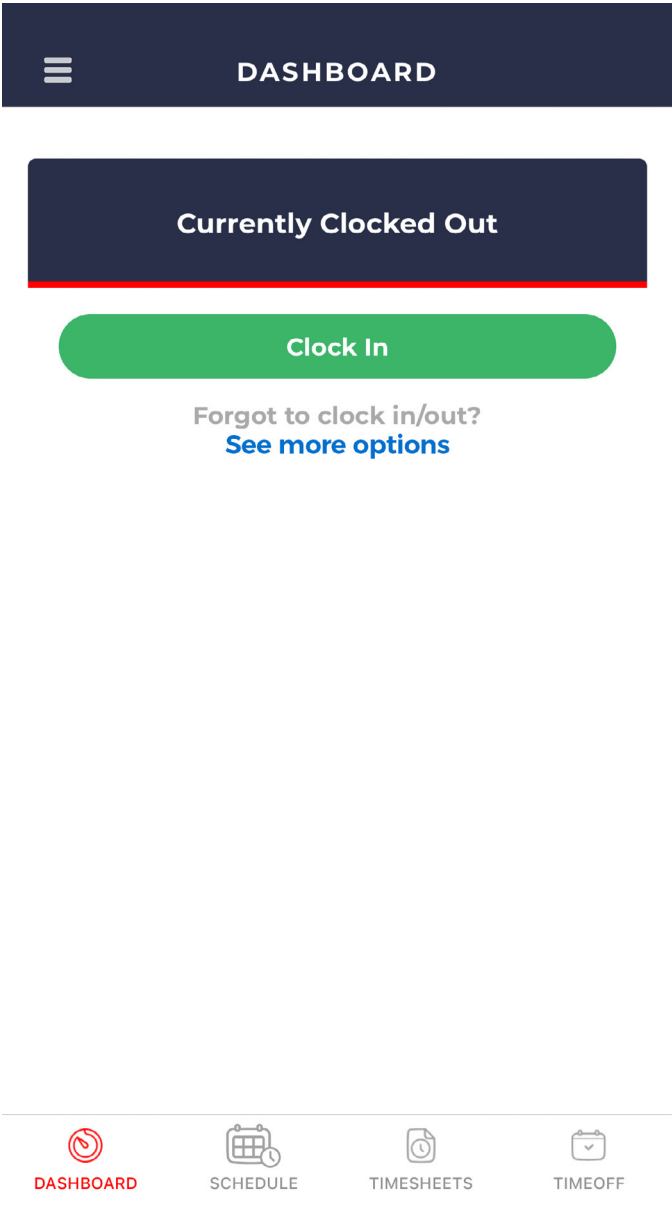 DASHBOARD
Currently Clocked Out
Clock In
Forgot to clock in/out?
See more options
DASHBOARD
SCHEDULE
TIMESHEETS
TIMEOFF